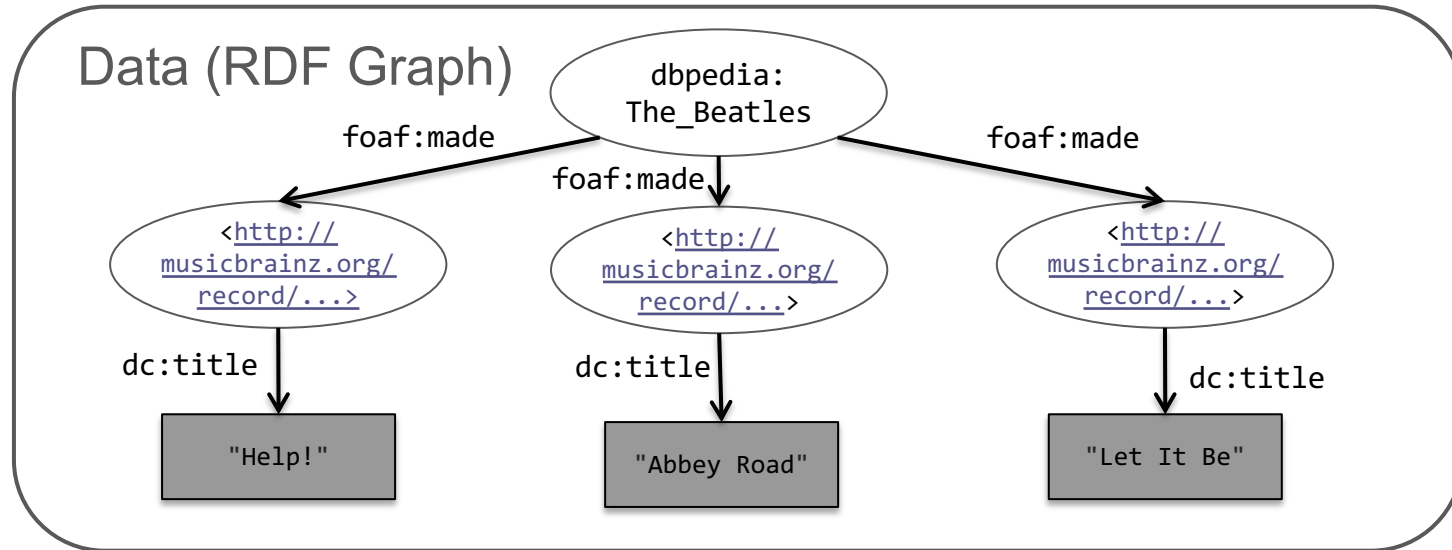 Data (RDF Graph)
dbpedia:
The_Beatles
foaf:made
foaf:made
foaf:made
<http://
musicbrainz.org/
record/...>
<http://
musicbrainz.org/
record/...>
<http://
musicbrainz.org/
record/...>
dc:title
dc:title
dc:title
"Help!"
"Abbey Road"
"Let It Be"